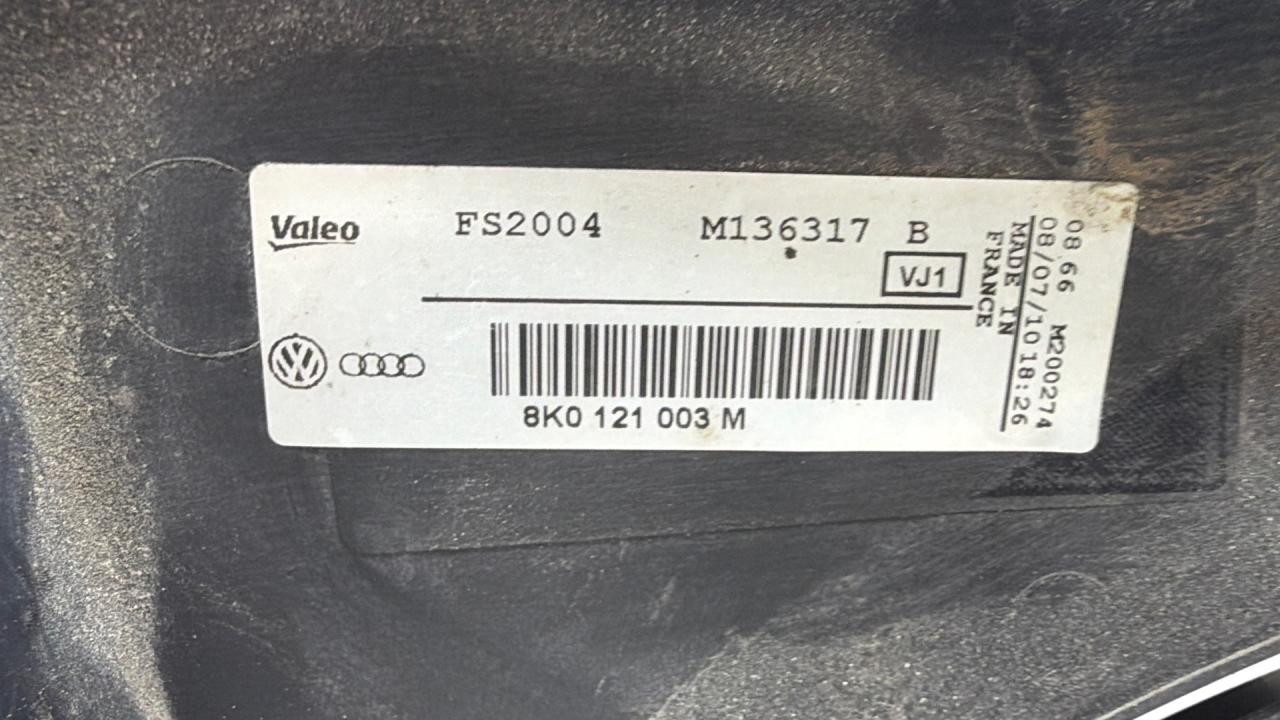 Valeo FS2004 M136317 B
VJ1
8K0 121 003 M
08 66 M200274
08/07/10 18:26
MADE IN
FRANCE